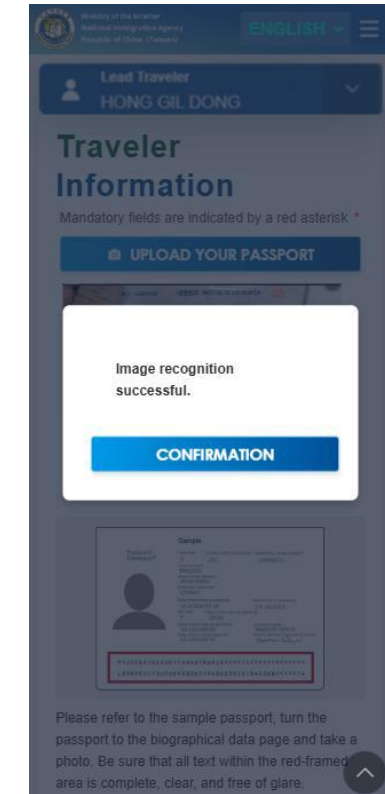 Ministry of the Interior
National Immigration Agency
Republic of China (Taiwan)
ENGLISH
Lead Traveler
HONG GIL DONG
Traveler
Information
Mandatory fields are indicated by a red asterisk *
UPLOAD YOUR PASSPORT
Image recognition
successful.
CONFIRMATION
Sample
Please refer to the sample passport, turn the
passport to the biographical data page and take a
photo. Be sure that all text within the red-framed
area is complete, clear, and free of glare.